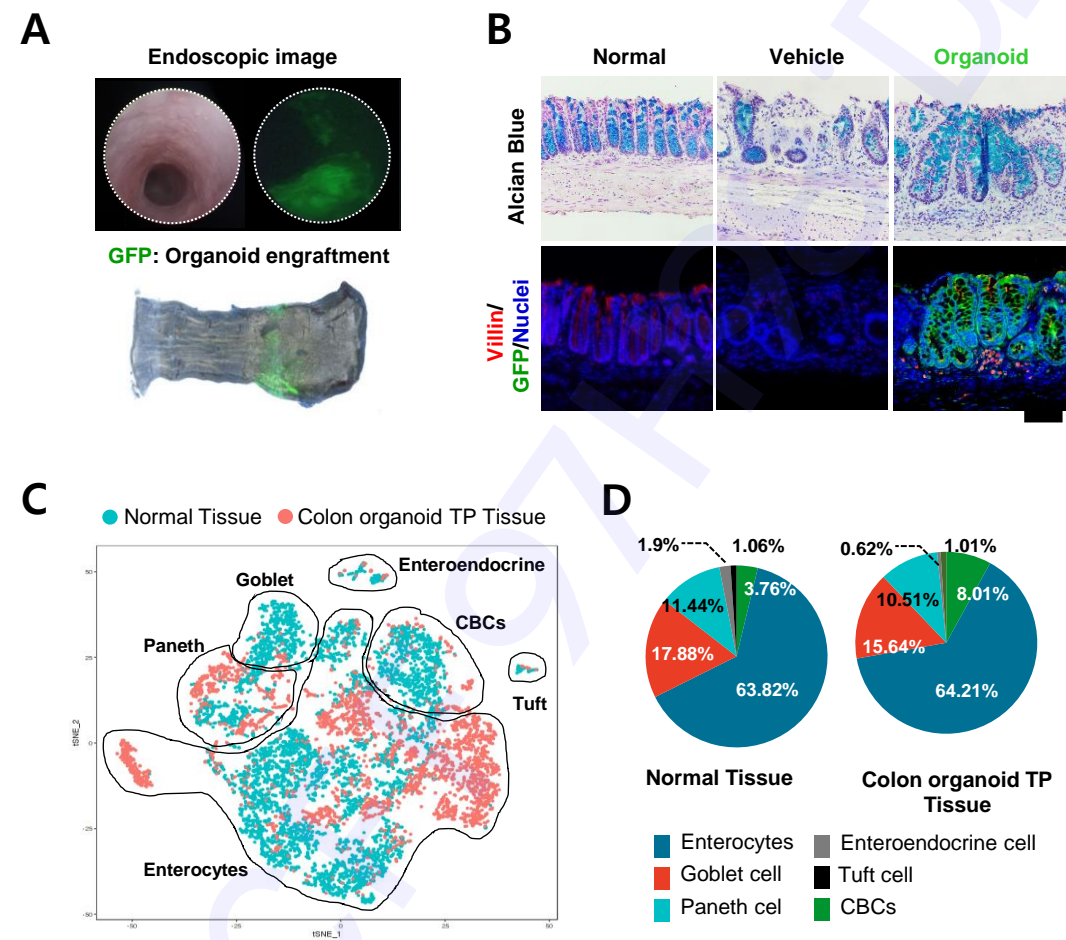 A
Endoscopic image
GFP: Organoid engraftment
B
Normal
Vehicle
Organoid
Alcian Blue
Villin/
GFP/Nuclei
C
Normal Tissue
Colon organoid TP Tissue
Enteroendocrine
Goblet
CBCs
Paneth
Tuft
Enterocytes
tSNE_2
50
25
0
-25
-50
-50
-25
0
25
50
tSNE_1
D
1.9%
1.06%
3.76%
11.44%
17.88%
63.82%
0.62%
1.01%
8.01%
10.51%
15.64%
64.21%
Normal Tissue
Colon organoid TP
Tissue
Enterocytes
Enteroendocrine cell
Goblet cell
Tuft cell
Paneth cel
CBCs